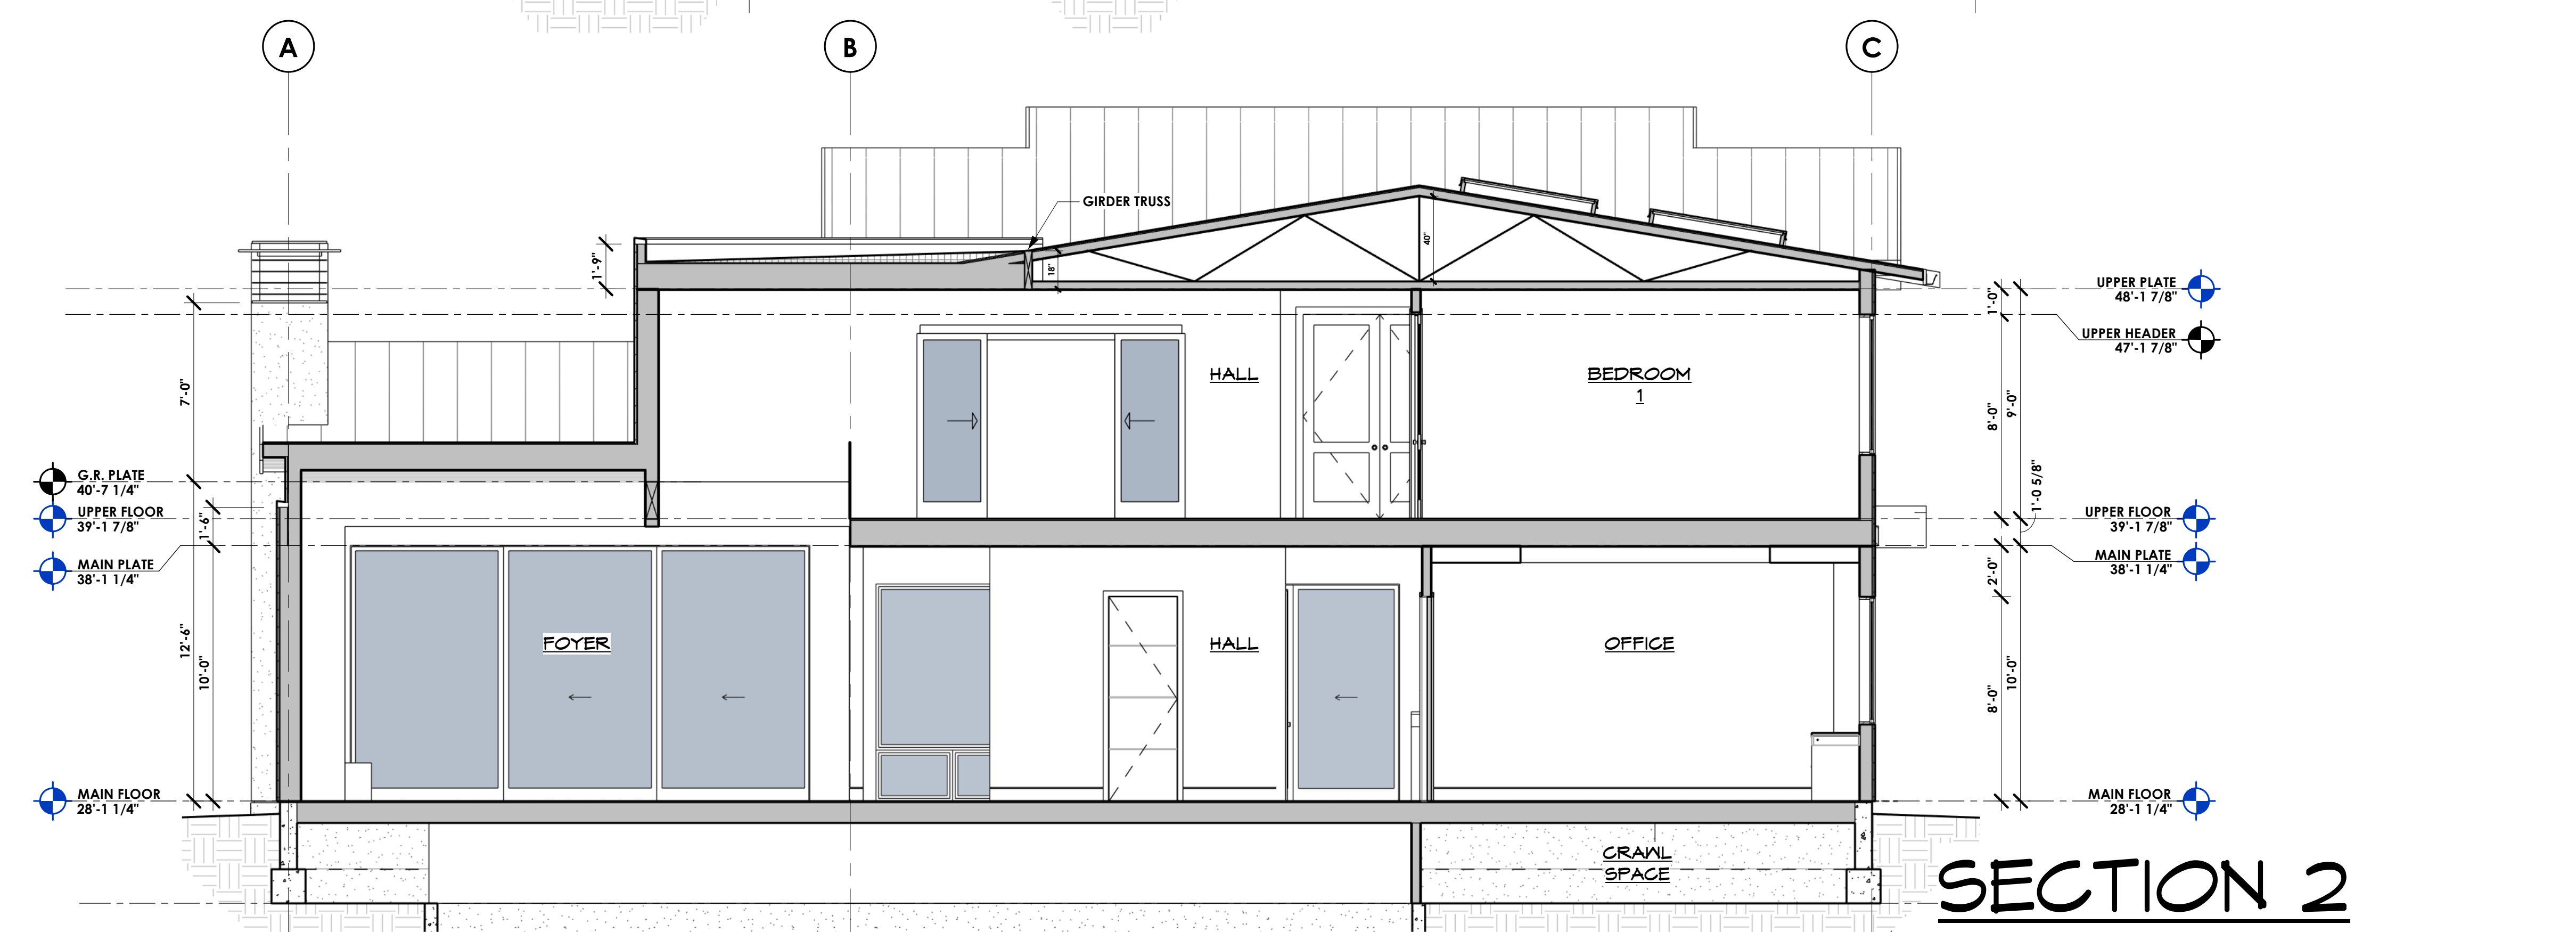 A
B
C
GIRDER TRUSS
1'-9"
18"
40"
UPPER PLATE
48'-1 7/8"
1'-0"
UPPER HEADER
47'-1 7/8"
HALL
BEDROOM
1
7'-0"
8'-0"
9'-0"
G.R. PLATE
40'-7 1/4"
UPPER FLOOR
39'-1 7/8"
1'-6"
MAIN PLATE
38'-1 1/4"
1'-0 5/8"
UPPER FLOOR
39'-1 7/8"
MAIN PLATE
38'-1 1/4"
2'-0"
FOYER
HALL
OFFICE
12'-6"
10'-0"
8'-0"
10'-0"
MAIN FLOOR
28'-1 1/4"
MAIN FLOOR
28'-1 1/4"
CRAWL
SPACE
SECTION 2